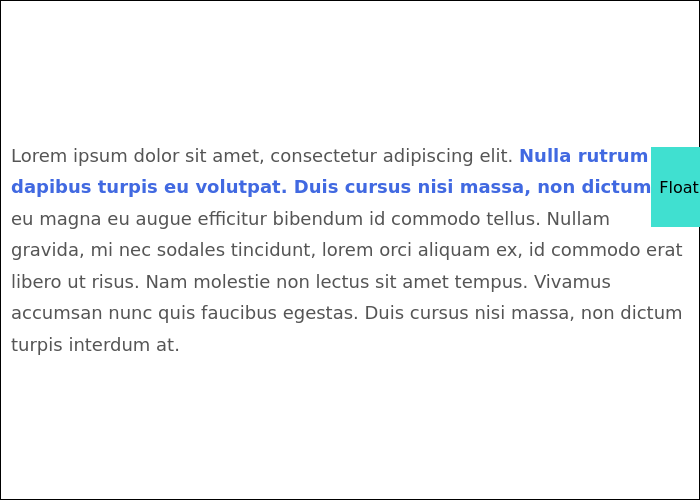 Lorem ipsum dolor sit amet, consectetur adipiscing elit. Nulla rutrum
dapibus turpis eu volutpat. Duis cursus nisi massa, non dictum
Float
eu magna eu augue efficitur bibendum id commodo tellus. Nullam
gravida, mi nec sodales tincidunt, lorem orci aliquam ex, id commodo erat
libero ut risus. Nam molestie non lectus sit amet tempus. Vivamus
accumsan nunc quis faucibus egestas. Duis cursus nisi massa, non dictum
turpis interdum at.